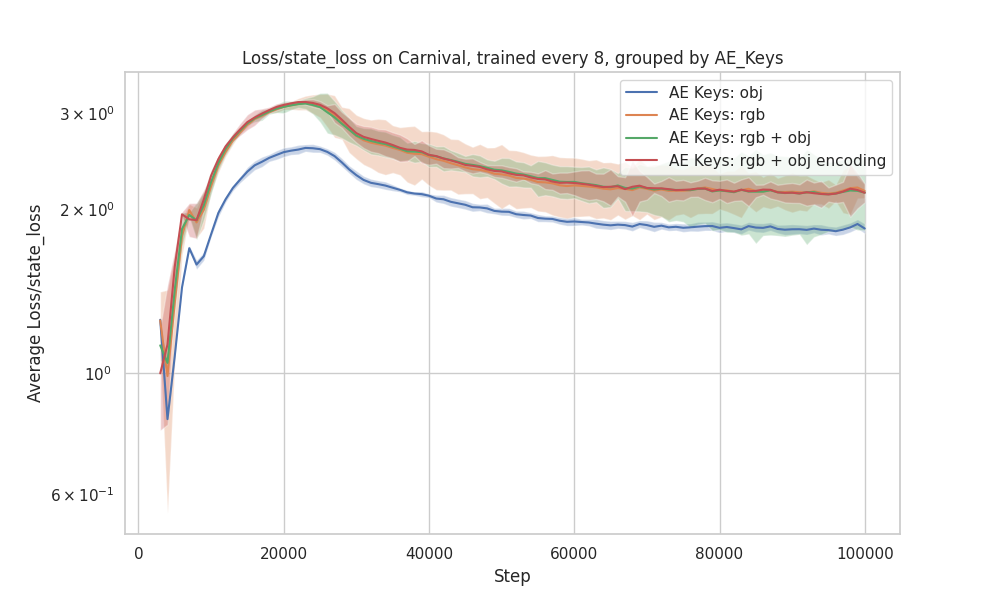 Loss/state_loss on Carnival, trained every 8, grouped by AE_Keys
AE Keys: obj
AE Keys: rgb
AE Keys: rgb + obj
AE Keys: rgb + obj encoding
Average Loss/state_loss
3 × 10⁰
2 × 10⁰
10⁰
6 × 10⁻¹
0 20000 40000 60000 80000 100000
Step